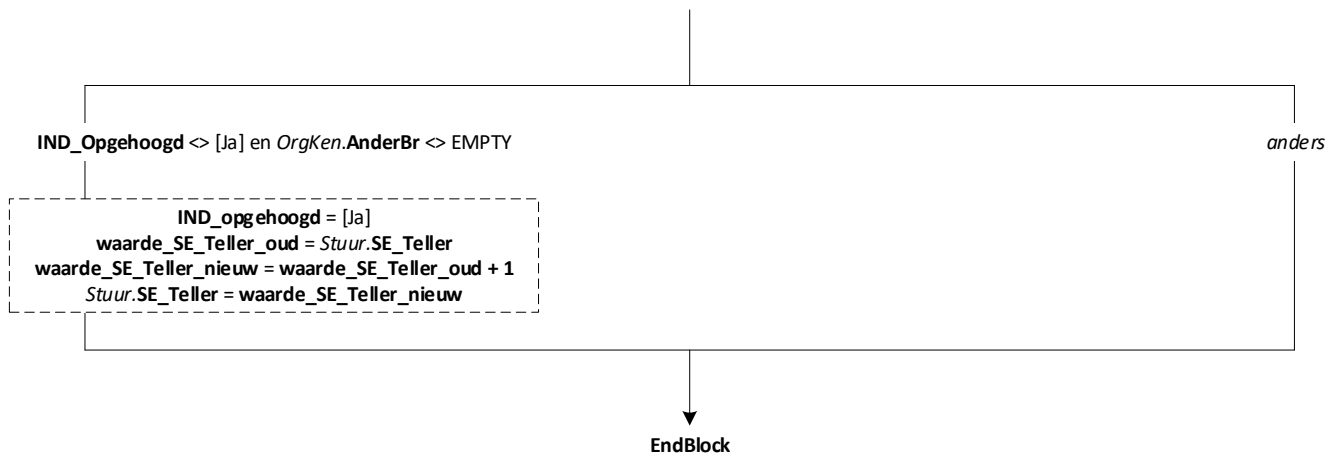 IND_Opgehoogd <> [Ja] en OrgKen.AnderBr <> EMPTY
anders
IND_opgehoogd = [Ja]
waarde_SE_Teller_oud = Stuur.SE_Teller
waarde_SE_Teller_nieuw = waarde_SE_Teller_oud + 1
Stuur.SE_Teller = waarde_SE_Teller_nieuw
EndBlock